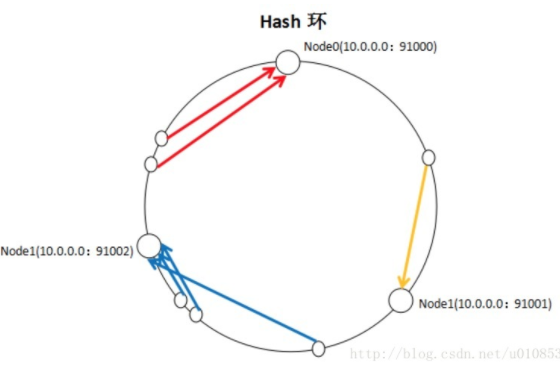 Hash 环
Node0(10.0.0.0：91000)
Node1(10.0.0.0：91002)
Node1(10.0.0.0：91001)
http://blog.csdn.net/u010853